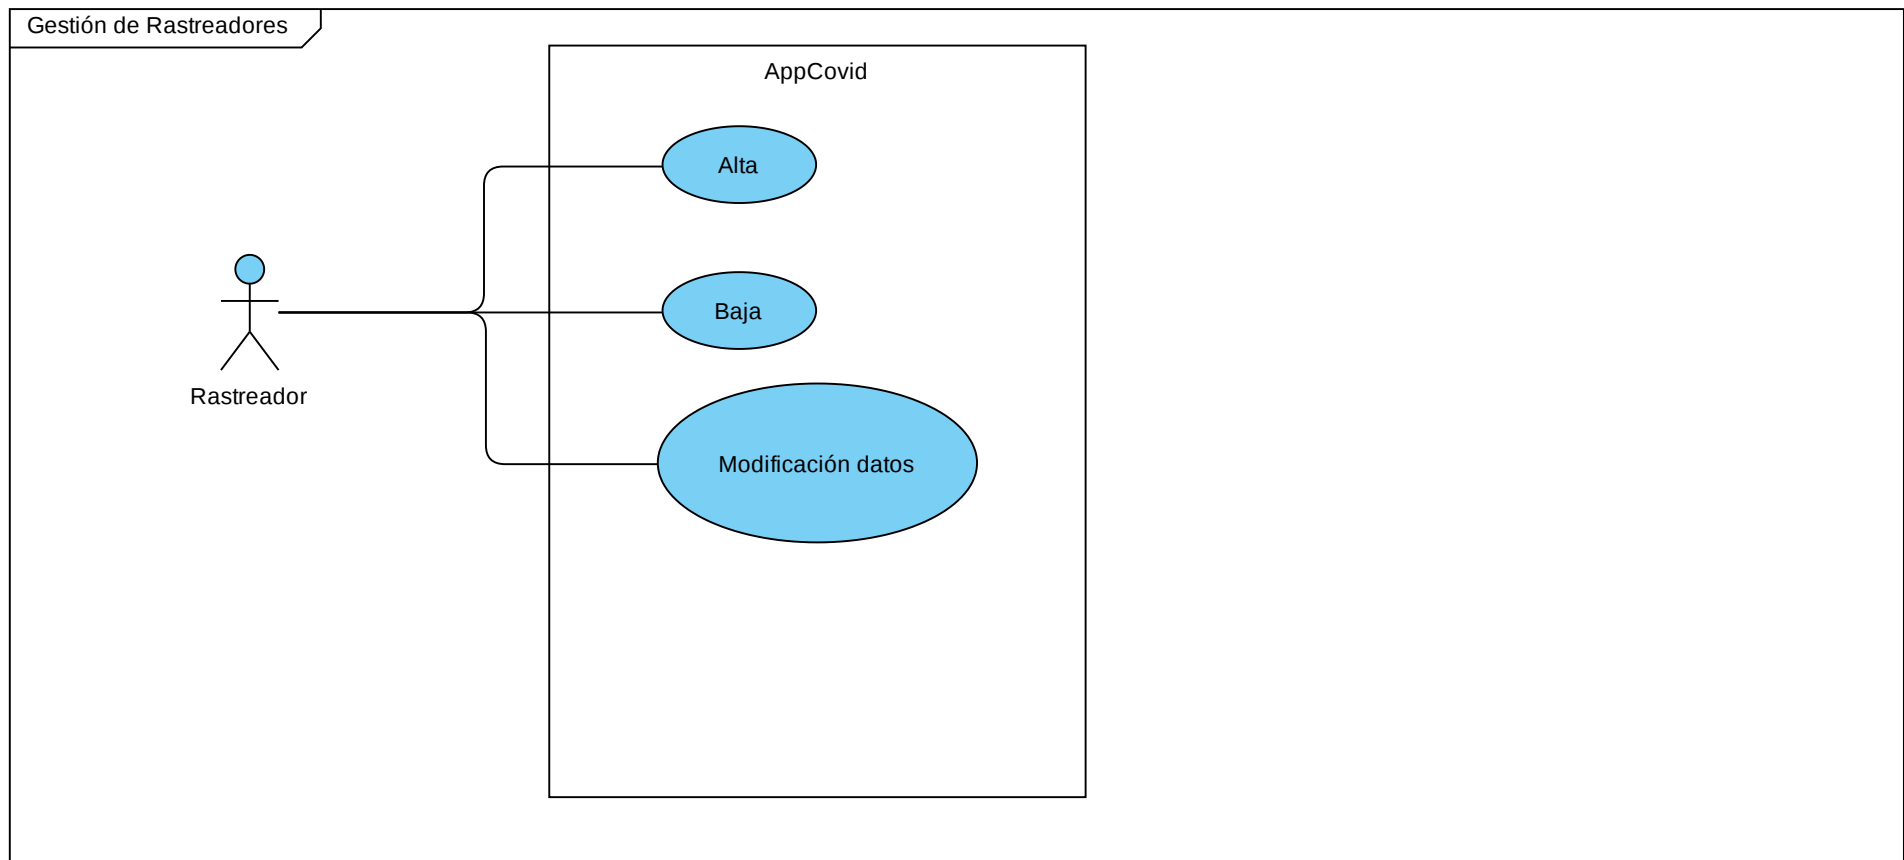 Gestión de Rastreadores
AppCovid
Alta
Baja
Rastreador
Modificación datos